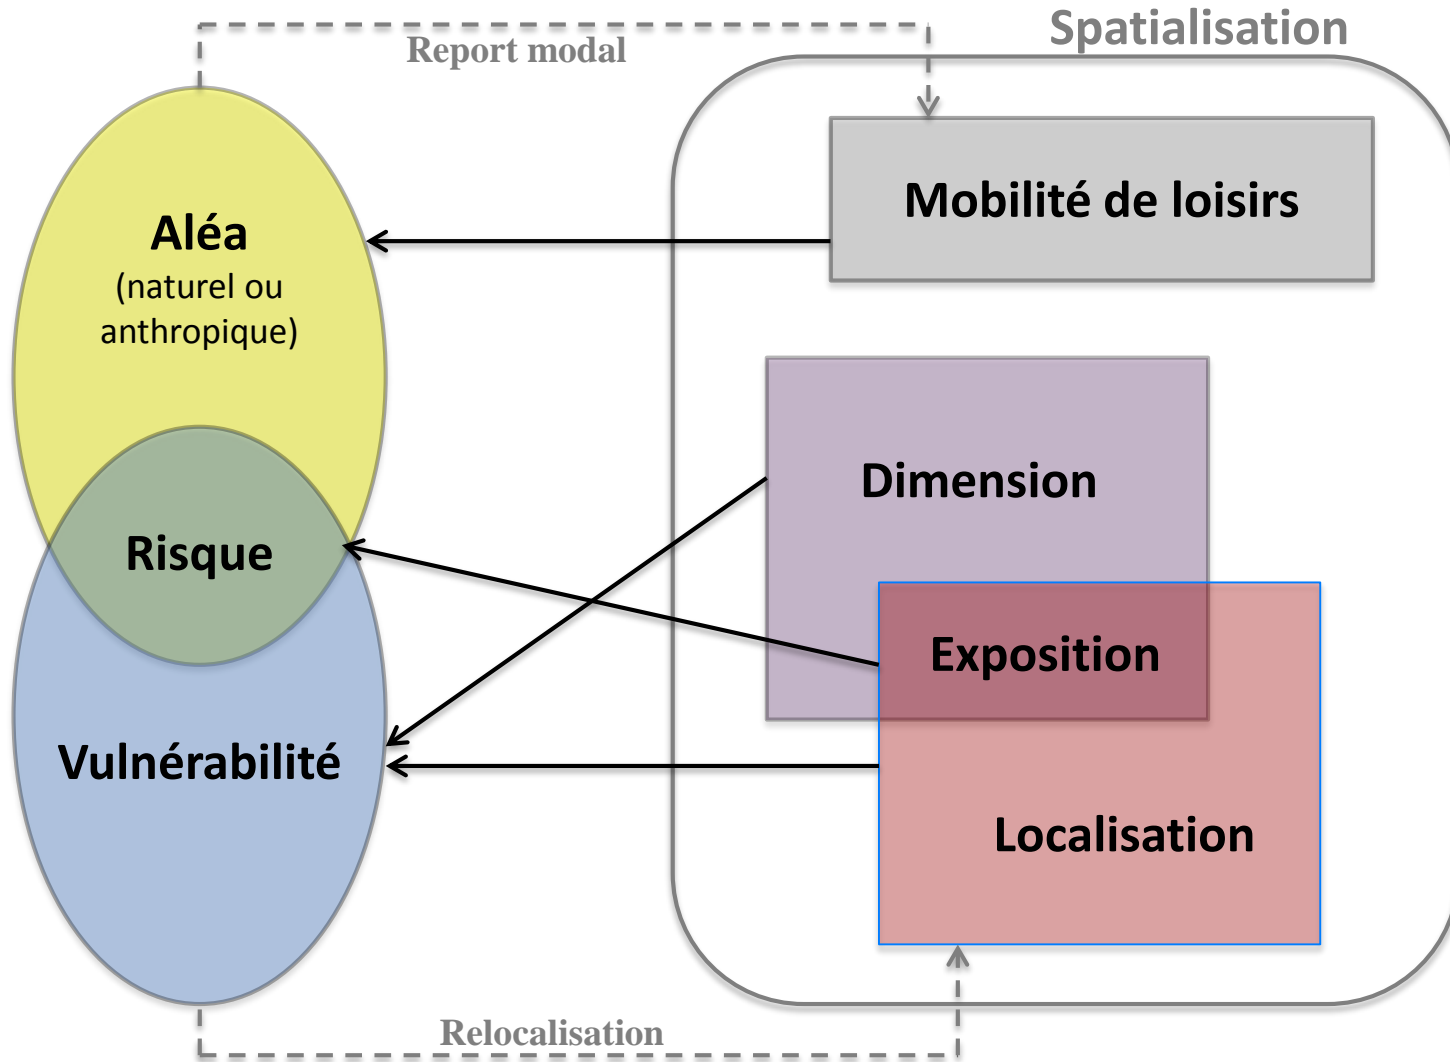 Spatialisation
Report modal
Mobilité de loisirs
Aléa
(naturel ou
anthropique)
Dimension
Risque
Exposition
Vulnérabilité
Localisation
Relocalisation